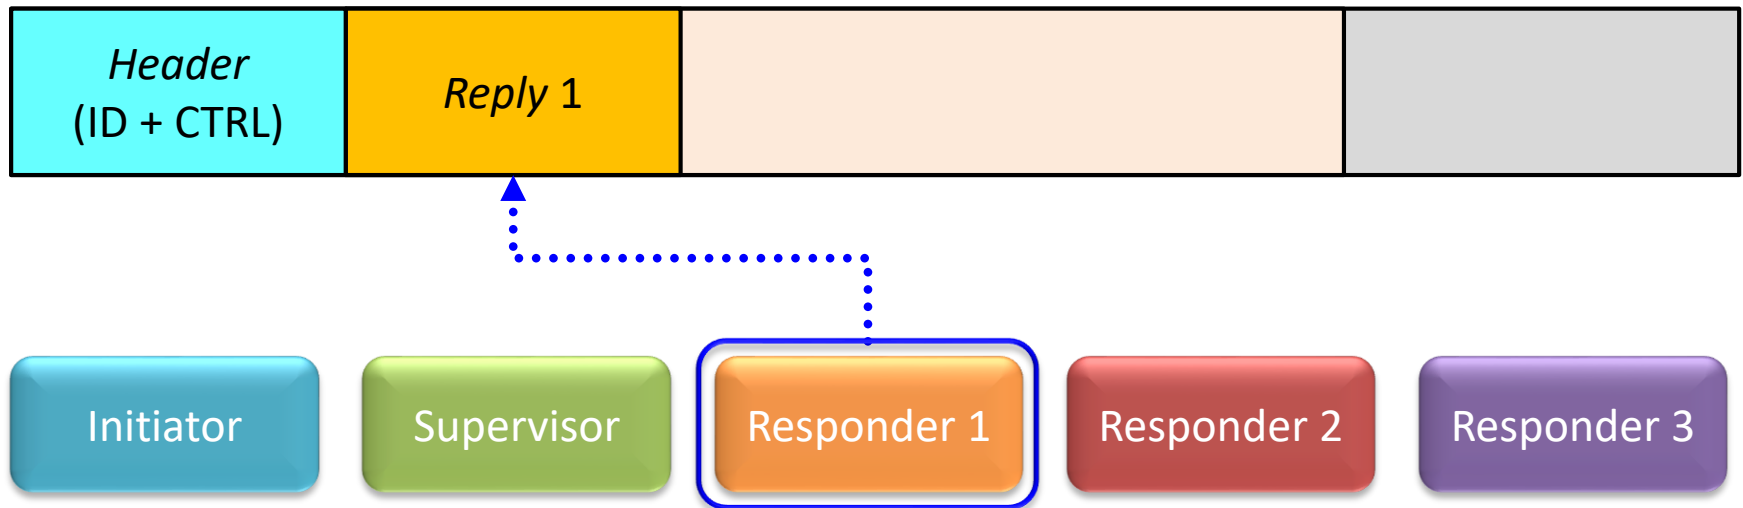 Header
(ID + CTRL)
Reply 1
Initiator
Supervisor
Responder 1
Responder 2
Responder 3